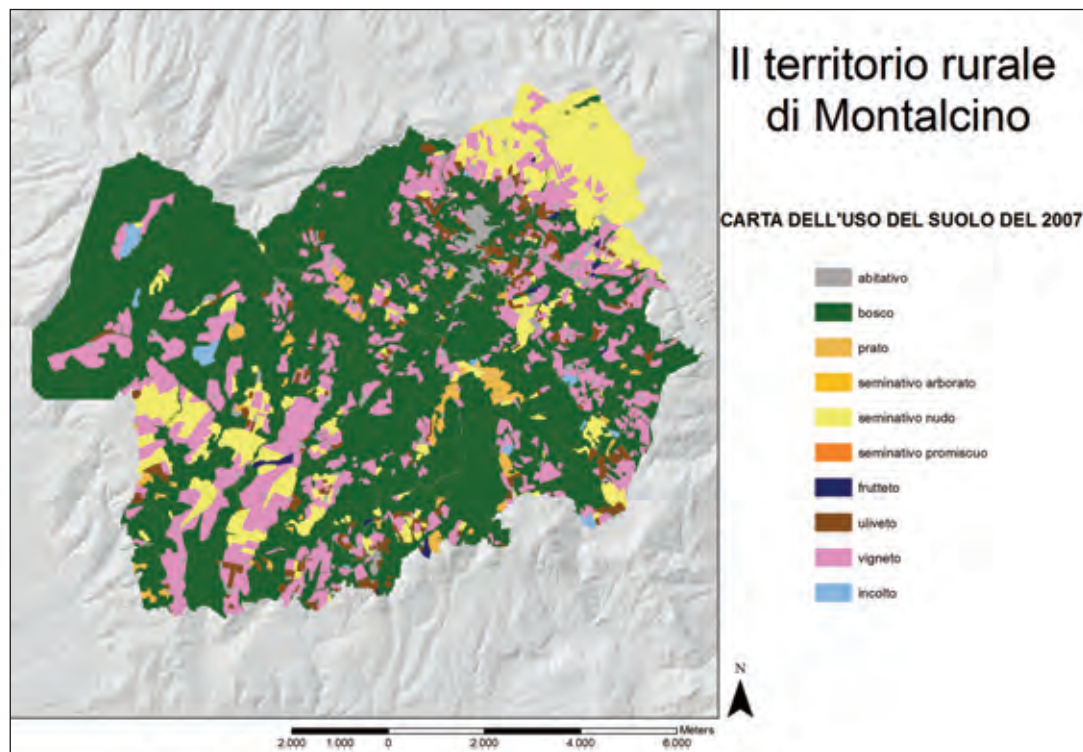 Il territorio rurale
di Montalcino
CARTA DELL'USO DEL SUOLO DEL 2007
abitativo
bosco
prato
seminativo arborato
seminativo nudo
seminativo promiscuo
frutteto
uliveto
vigneto
incolto
N
Meters
2.000 1.000 0 2.000 4.000 6.000